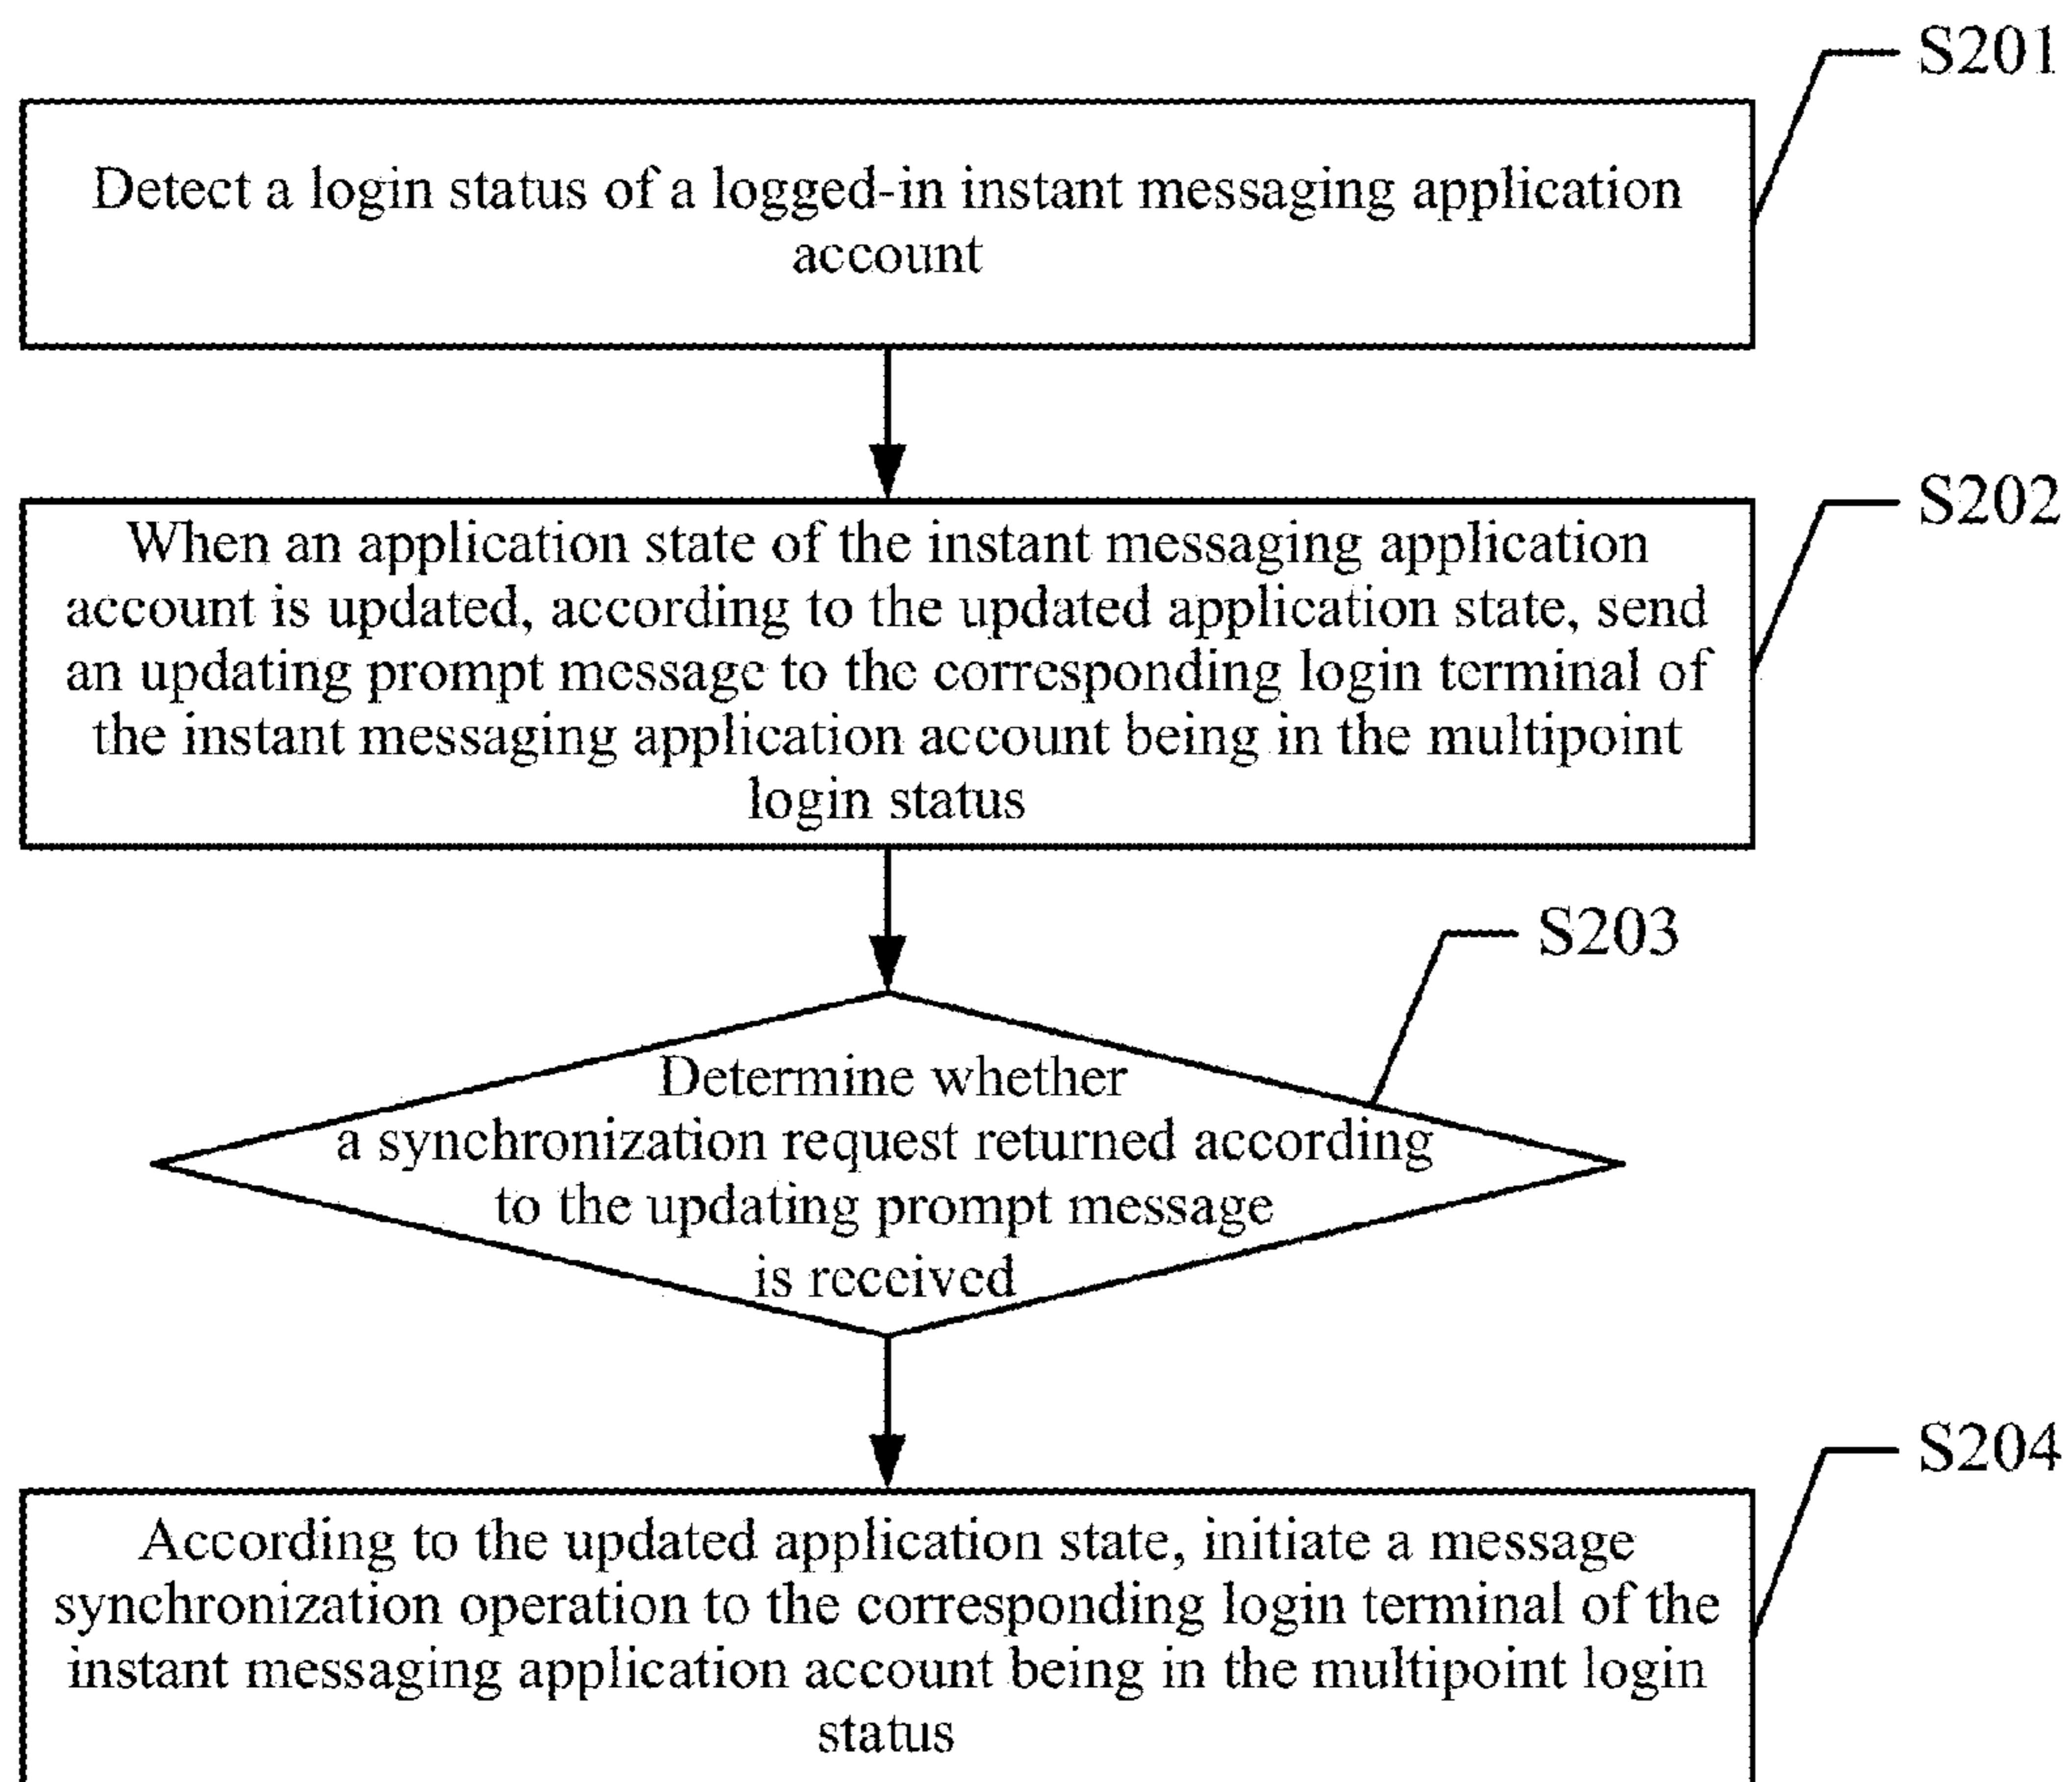 S201
Detect a login status of a logged-in instant messaging application
account
S202
When an application state of the instant messaging application
account is updated, according to the updated application state, send
an updating prompt message to the corresponding login terminal of
the instant messaging application account being in the multipoint
login status
S203
Determine whether
a synchronization request returned according
to the updating prompt message
is received
S204
According to the updated application state, initiate a message
synchronization operation to the corresponding login terminal of the
instant messaging application account being in the multipoint login
status